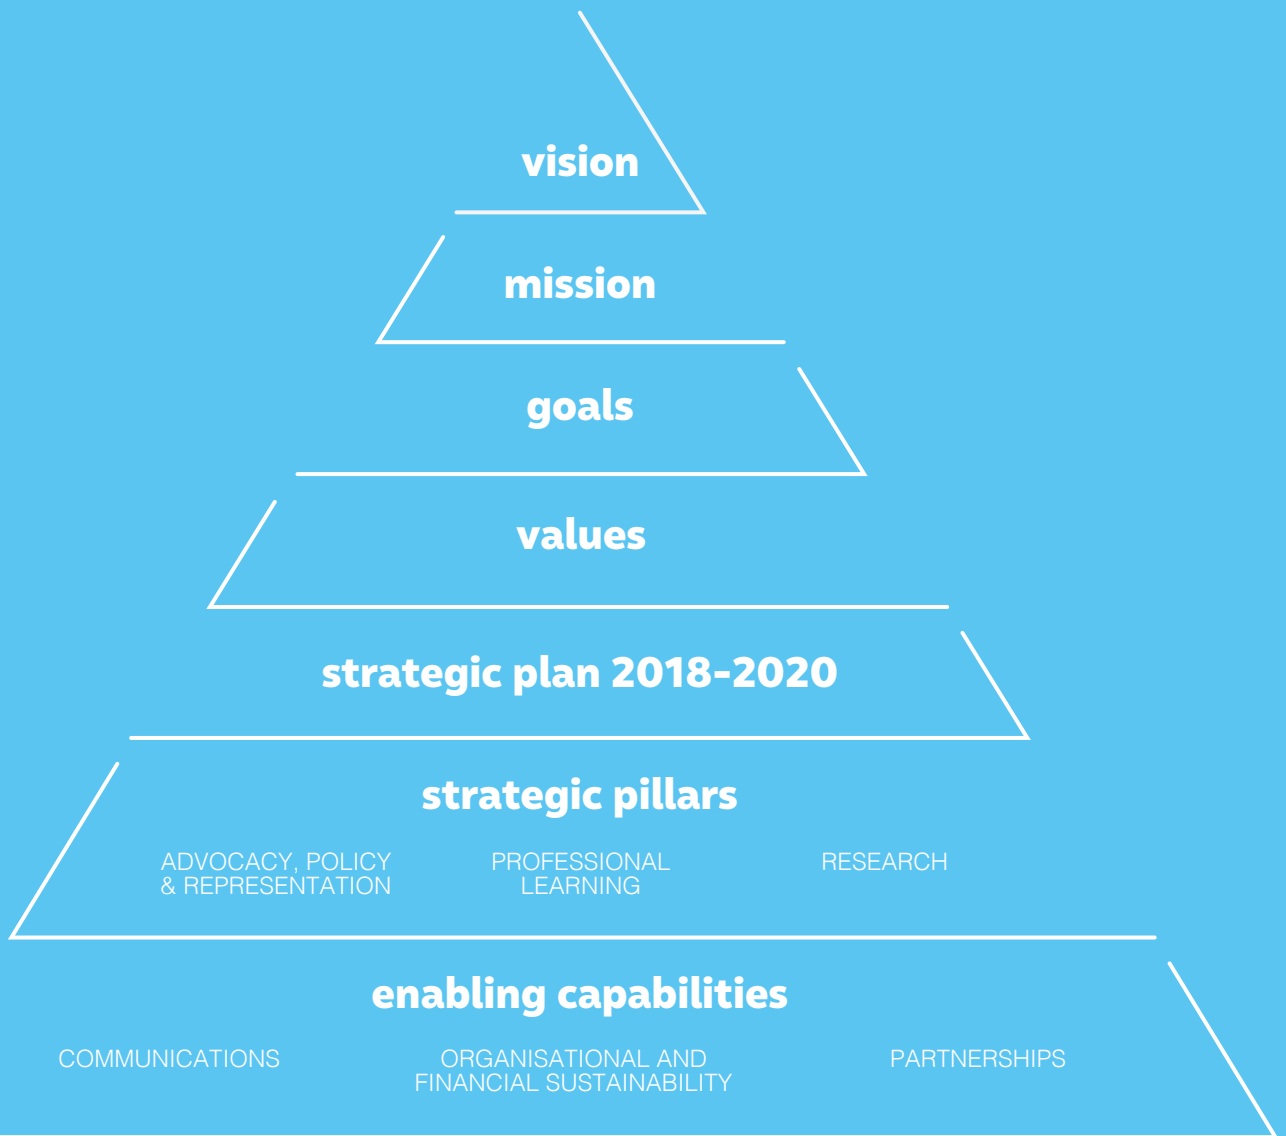 vision
mission
goals
values
strategic plan 2018-2020
strategic pillars
ADVOCACY, POLICY
& REPRESENTATION
PROFESSIONAL
LEARNING
RESEARCH
enabling capabilities
COMMUNICATIONS
ORGANISATIONAL AND
FINANCIAL SUSTAINABILITY
PARTNERSHIPS